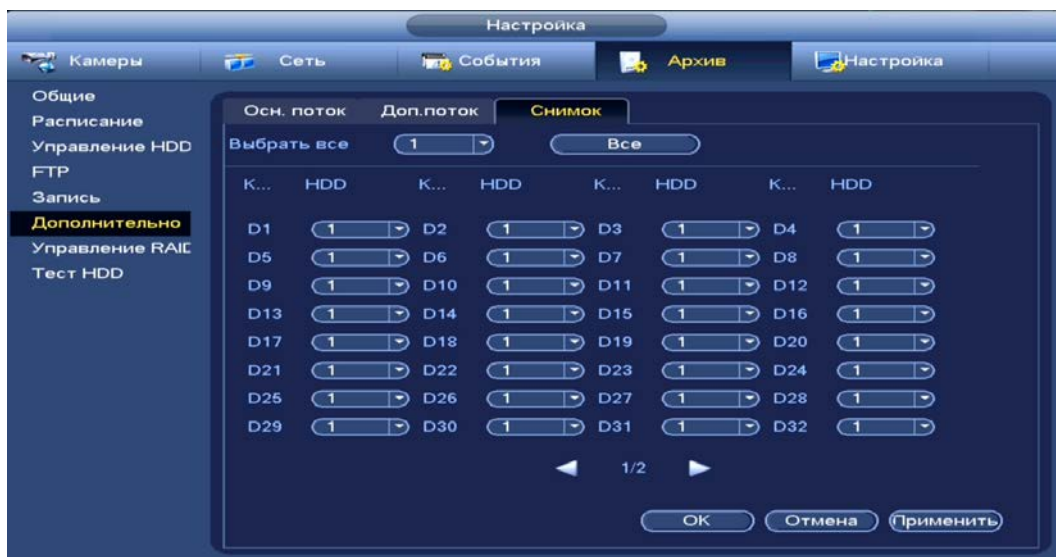 Настройка
Камеры Сеть События Архив Настройка
Общие
Расписание
Управление HDD
FTP
Запись
Дополнительно
Управление RAID
Тест HDD
Осн. поток Доп.поток Снимок
Выбрать все 1 Все
К... HDD К... HDD К... HDD К... HDD
D1 1 D2 1 D3 1 D4 1
D5 1 D6 1 D7 1 D8 1
D9 1 D10 1 D11 1 D12 1
D13 1 D14 1 D15 1 D16 1
D17 1 D18 1 D19 1 D20 1
D21 1 D22 1 D23 1 D24 1
D25 1 D26 1 D27 1 D28 1
D29 1 D30 1 D31 1 D32 1
1/2
OK Отмена Применить